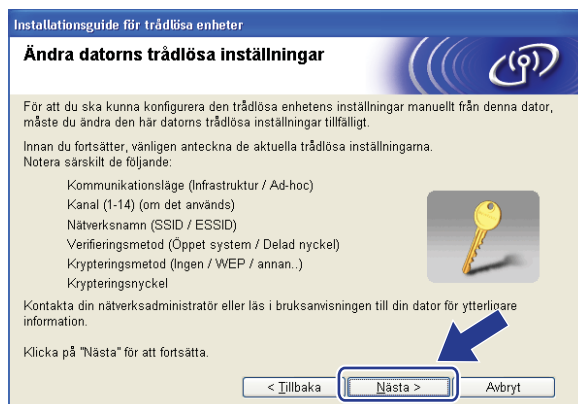 Installationsguide för trådlösa enheter
Ändra datorns trådlösa inställningar
För att du ska kunna konfigurera den trådlösa enhetens inställningar manuellt från denna dator,
måste du ändra den här datorns trådlösa inställningar tillfälligt.
Innan du fortsätter, vänligen anteckna de aktuella trådlösa inställningarna.
Notera särskilt de följande:
Kommunikationsläge (Infrastruktur / Ad-hoc)
Kanal (1-14) (om det används)
Nätverksnamn (SSID / ESSID)
Verifieringsmetod (Öppet system / Delad nyckel)
Krypteringsmetod (Ingen / WEP / annan..)
Krypteringsnyckel
Kontakta din nätverksadministratör eller läs i bruksanvisningen till din dator för ytterligare
information.
Klicka på "Nästa" för att fortsätta.
< Tillbaka Nästa > Avbryt